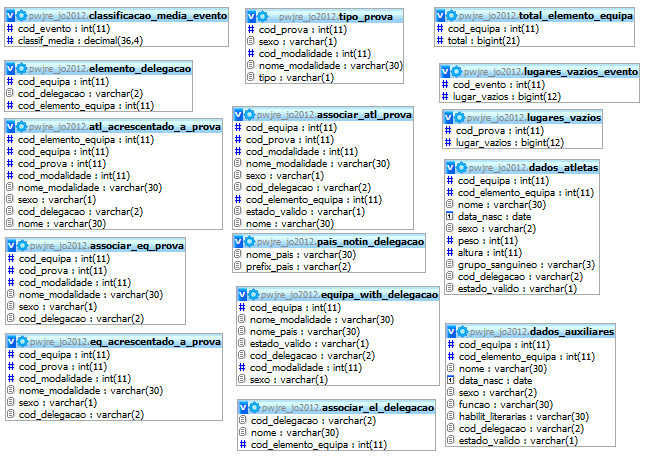 pwjre_jo2012.classificacao_media_evento
cod_evento : int(11)
classif_media : decimal(36,4)
pwjre_jo2012.elemento_delegacao
cod_equipa : int(11)
cod_delegacao : varchar(2)
cod_elemento_equipa : int(11)
pwjre_jo2012.atl_acrescentado_a_prova
cod_elemento_equipa : int(11)
cod_equipa : int(11)
cod_prova : int(11)
cod_modalidade : int(11)
nome_modalidade : varchar(30)
sexo : varchar(1)
cod_delegacao : varchar(2)
nome : varchar(30)
pwjre_jo2012.associar_eq_prova
cod_equipa : int(11)
cod_prova : int(11)
cod_modalidade : int(11)
nome_modalidade : varchar(30)
sexo : varchar(1)
cod_delegacao : varchar(2)
pwjre_jo2012.eq_acrescentado_a_prova
cod_equipa : int(11)
cod_prova : int(11)
cod_modalidade : int(11)
nome_modalidade : varchar(30)
sexo : varchar(1)
cod_delegacao : varchar(2)
pwjre_jo2012.tipo_prova
cod_prova : int(11)
sexo : varchar(1)
cod_modalidade : int(11)
nome_modalidade : varchar(30)
tipo : varchar(1)
pwjre_jo2012.associar_atl_prova
cod_equipa : int(11)
cod_prova : int(11)
cod_modalidade : int(11)
nome_modalidade : varchar(30)
sexo : varchar(1)
cod_delegacao : varchar(2)
cod_elemento_equipa : int(11)
estado_valido : varchar(1)
nome : varchar(30)
pwjre_jo2012.pais_notin_delegacao
nome_pais : varchar(30)
prefix_pais : varchar(2)
pwjre_jo2012.equipa_with_delegacao
cod_equipa : int(11)
nome_modalidade : varchar(30)
nome_pais : varchar(30)
estado_valido : varchar(1)
cod_delegacao : varchar(2)
cod_modalidade : int(11)
sexo : varchar(1)
pwjre_jo2012.associar_el_delegacao
cod_delegacao : varchar(2)
nome : varchar(30)
cod_elemento_equipa : int(11)
pwjre_jo2012.total_elemento_equipa
cod_equipa : int(11)
total : bigint(21)
pwjre_jo2012.lugares_vazios_evento
cod_evento : int(11)
lugar_vazios : bigint(12)
pwjre_jo2012.lugares_vazios
cod_prova : int(11)
lugar_vazios : bigint(12)
pwjre_jo2012.dados_atletas
cod_equipa : int(11)
cod_elemento_equipa : int(11)
nome : varchar(30)
data_nasc : date
sexo : varchar(2)
peso : int(11)
altura : int(11)
grupo_sanguineo : varchar(3)
cod_delegacao : varchar(2)
estado_valido : varchar(1)
pwjre_jo2012.dados_auxiliares
cod_equipa : int(11)
cod_elemento_equipa : int(11)
nome : varchar(30)
data_nasc : date
sexo : varchar(2)
funcao : varchar(30)
habilit_literarias : varchar(30)
cod_delegacao : varchar(2)
estado_valido : varchar(1)